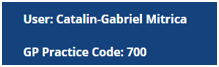 User: Catalin-Gabriel Mitrica
GP Practice Code: 700